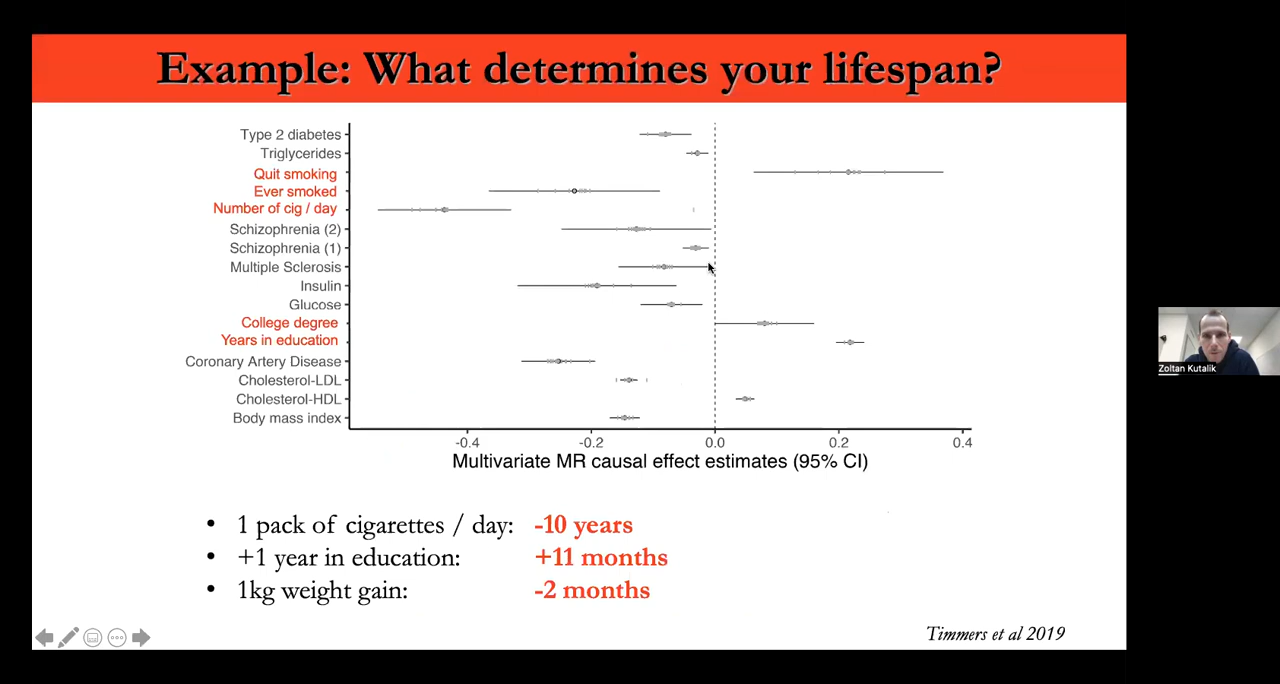 Example: What determines your lifespan?
Type 2 diabetes
Triglycerides
Quit smoking
Ever smoked
Number of cig / day
Schizophrenia (2)
Schizophrenia (1)
Multiple Sclerosis
Insulin
Glucose
College degree
Years in education
Coronary Artery Disease
Cholesterol-LDL
Cholesterol-HDL
Body mass index
-0.4 -0.2 0.0 0.2 0.4
Multivariate MR causal effect estimates (95% CI)
• 1 pack of cigarettes / day: -10 years
• +1 year in education: +11 months
• 1kg weight gain: -2 months
Timmers et al 2019
Zoltan Kutalik